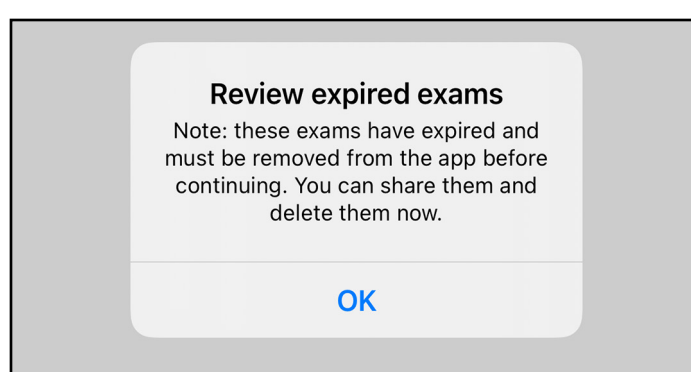 Review expired exams
Note: these exams have expired and
must be removed from the app before
continuing. You can share them and
delete them now.
OK